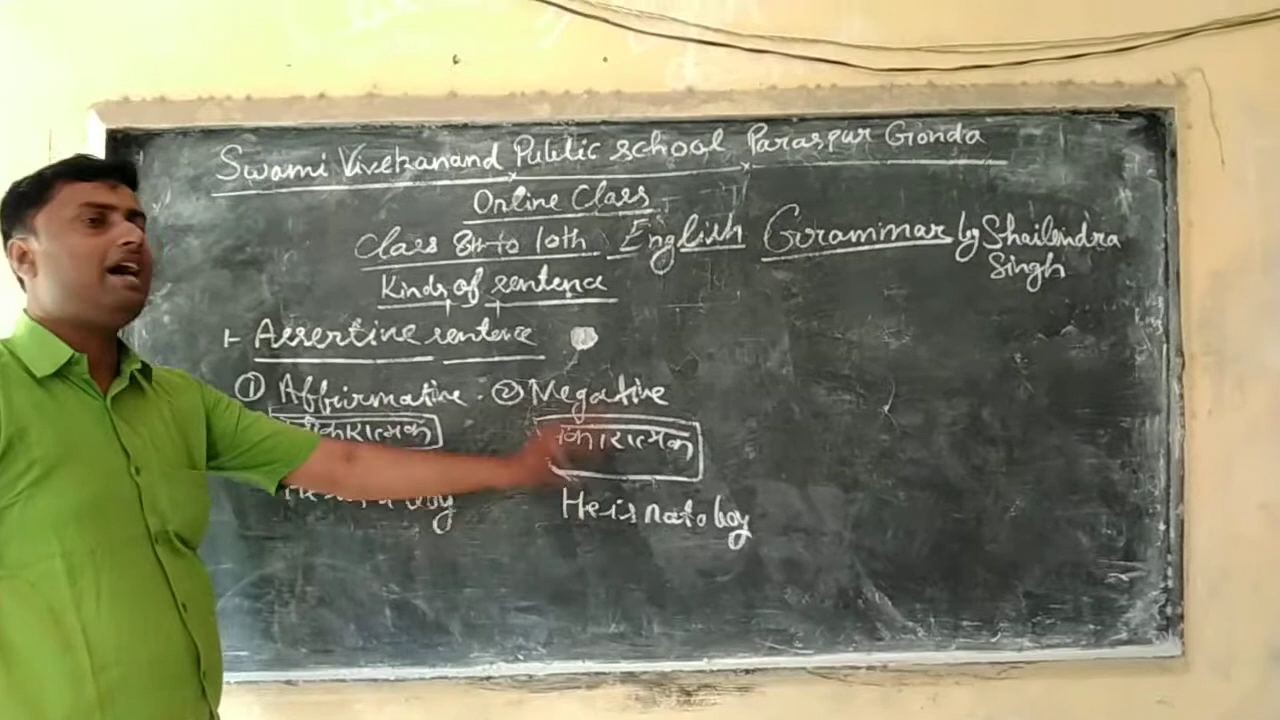 Swami Vivekanand Public school Paraspur Gonda
Online Class
Class 8th to 10th English Grammar by Shailendra Singh
Kinds of sentence
1- Assertive sentence
① Affirmative. ② Negative
नकारात्मक
boy He is not a boy